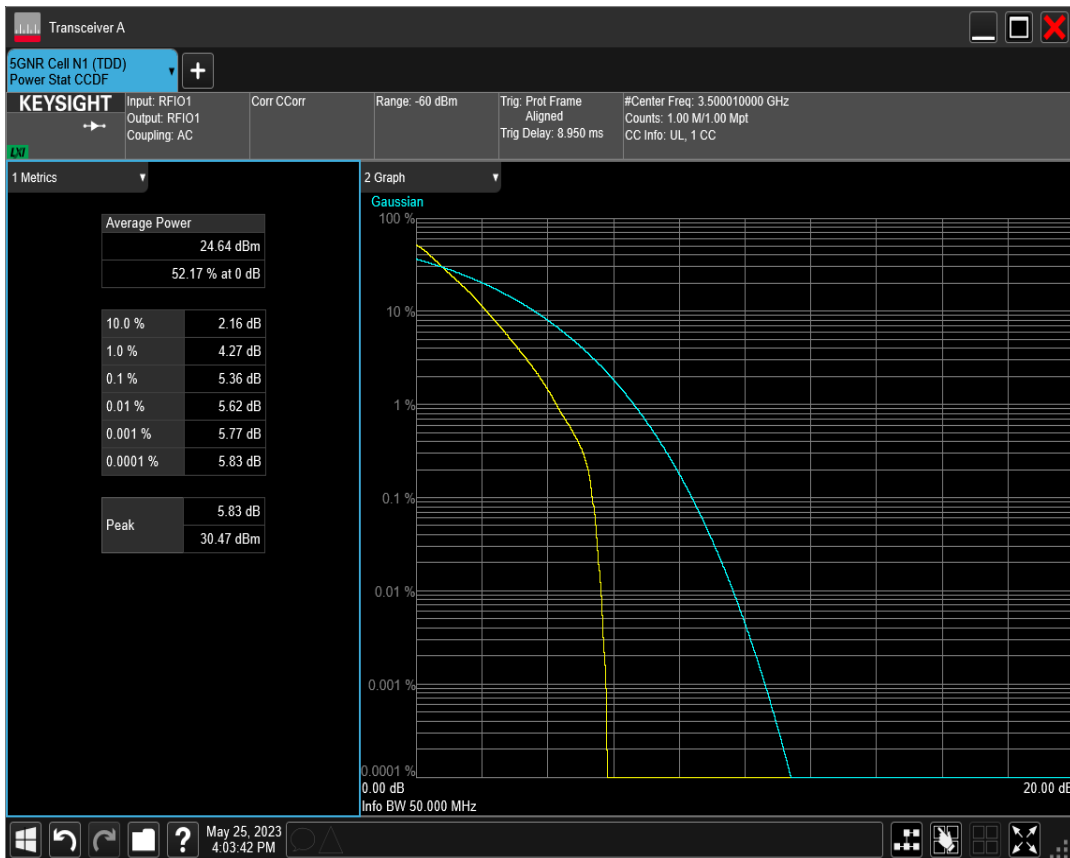 Transceiver A
5GNR Cell N1 (TDD)
Power Stat CCDF
KEYSIGHT
LXI
Input: RFIO1
Output: RFIO1
Coupling: AC
Corr CCorr
Range: -60 dBm
Trig: Prot Frame
Aligned
Trig Delay: 8.950 ms
#Center Freq: 3.500010000 GHz
Counts: 1.00 M/1.00 Mpt
CC Info: UL, 1 CC
1 Metrics
Average Power
24.64 dBm
52.17 % at 0 dB
10.0 % 2.16 dB
1.0 % 4.27 dB
0.1 % 5.36 dB
0.01 % 5.62 dB
0.001 % 5.77 dB
0.0001 % 5.83 dB
Peak 5.83 dB
30.47 dBm
2 Graph
Gaussian
100 %
10 %
1 %
0.1 %
0.01 %
0.001 %
0.0001 %
0.00 dB 20.00 dB
Info BW 50.000 MHz
May 25, 2023
4:03:42 PM